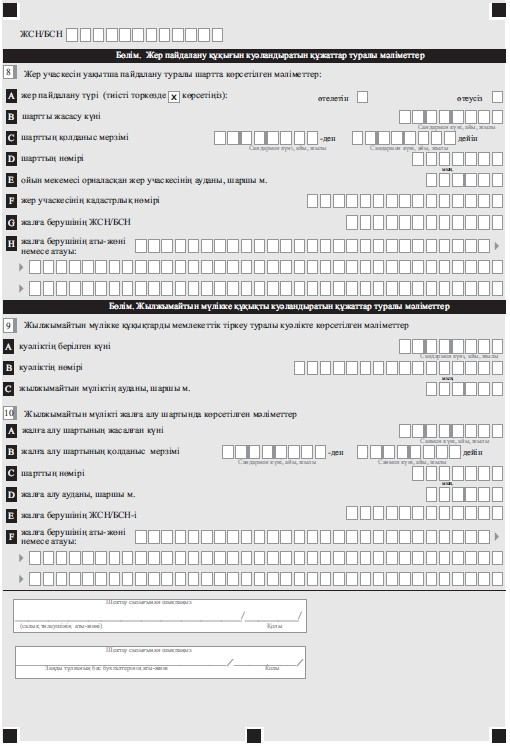 ЖСН/БСН
Бөлім. Жер пайдалану құқығын куәландыратын құжаттар туралы мәліметтер
8 Жер учаскесін уақытша пайдалану туралы шартта көрсетілген мәліметтер:
A жер пайдалану түрі (тиісті торкөзде x көрсетіңіз): өтелетін өтеусіз
B шартты жасасу күні
Сандармен күні, айы, жылы
C шарттың қолданыс мерзімі -ден дейін
Сандармен күні, айы, жылы Сандармен күні, айы, жылы
D шарттың нөмірі
мың.
E ойын мекемесі орналасқан жер учаскесінің ауданы, шаршы м.
F жер учаскесінің кадастрлық нөмірі
G жалға берушінің ЖСН/БСН
H жалға берушінің аты-жөні
немесе атауы:
Бөлім. Жылжымайтын мүлікке құқықты куәландыратын құжаттар туралы мәліметтер
9 Жылжымайтын мүлікке құқықтарды мемлекеттік тіркеу туралы куәлікте көрсетілген мәліметтер
A куәліктің берілген күні
Сандармен күні, айы, жылы
B куәліктің нөмірі
мың.
C жылжымайтын мүліктің ауданы, шаршы м.
10 Жылжымайтын мүлікті жалға алу шартында көрсетілген мәліметтер
A жалға алу шартының жасалған күні
күні, айы, жылы
B жалға алу шартының қолданыс мерзімі -ден дейін
Сандармен күні, айы, жылы күні, айы, жылы
C шарттың нөмірі
мың.
D жалға алу ауданы, шаршы м.
E жалға берушінің ЖСН/БСН-і
F жалға берушінің аты-жөні
немесе атауы:
(салық төлеушінің аты-жөні) Қолы
Заңды тұлғаның бас бухгалтерінің аты-жөні Қолы